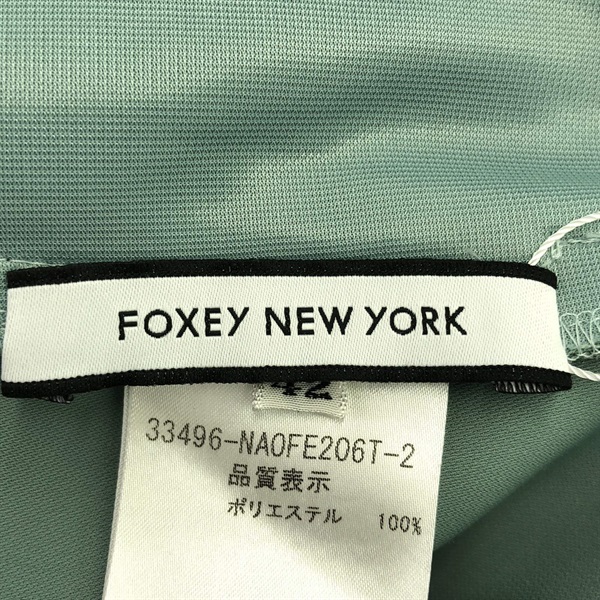 FOXEY NEW YORK
42
33496-NAOFE206T-2
品質表示
ポリエステル 100%